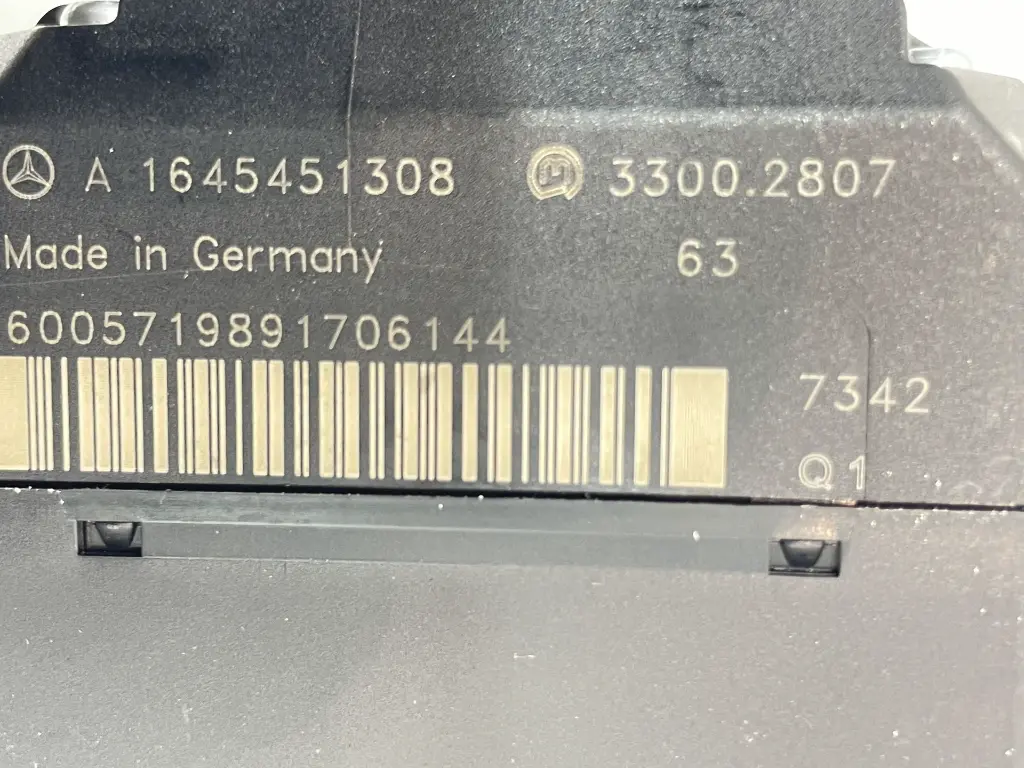 A 1645451308 3300.2807
Made in Germany 63
6005719891706144
7342
Q1